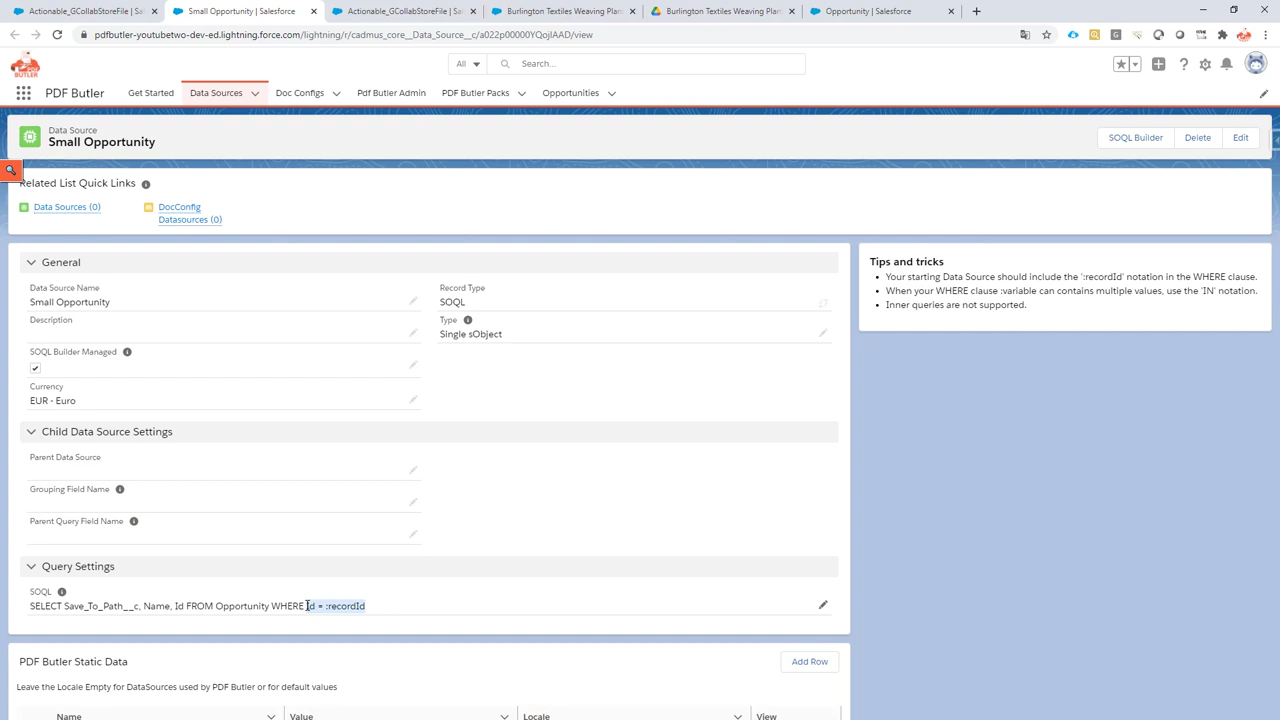 Actionable_GCollabStoreFile / Sal
Small Opportunity | Salesforce
Actionable_GCollabStoreFile / Sal
Burlington Textiles Weaving Plan
Burlington Textiles Weaving Plan
Opportunity | Salesforce
pdfbutler-youtubetwo-dev-ed.lightning.force.com/lightning/r/cadmus_core__Data_Source__c/a022p00000YQojIAAD/view
PDF BUTLER
All
Search...
PDF Butler
Get Started
Data Sources
Doc Configs
Pdf Butler Admin
PDF Butler Packs
Opportunities
Data Source
Small Opportunity
SOQL Builder
Delete
Edit
Related List Quick Links
Data Sources (0)
DocConfig
Datasources (0)
General
Data Source Name
Small Opportunity
Record Type
SOQL
Description
Type
Single sObject
SOQL Builder Managed
Currency
EUR - Euro
Child Data Source Settings
Parent Data Source
Grouping Field Name
Parent Query Field Name
Query Settings
SOQL
SELECT Save_To_Path__c, Name, Id FROM Opportunity WHERE Id = :recordId
Tips and tricks
Your starting Data Source should include the ':recordId' notation in the WHERE clause.
When your WHERE clause :variable can contains multiple values, use the 'IN' notation.
Inner queries are not supported.
PDF Butler Static Data
Add Row
Leave the Locale Empty for DataSources used by PDF Butler or for default values
Name
Value
Locale
View